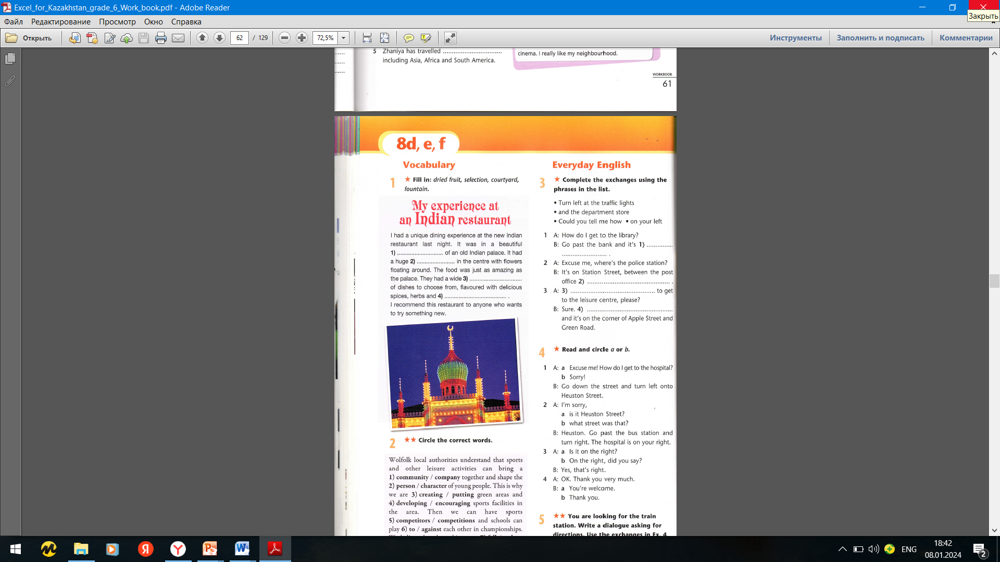 Excel_for_Kazakhstan_grade_6_Work_book.pdf - Adobe Reader
Закрыть
Файл Редактирование Просмотр Окно Справка
Открыть 62 / 129 72,5% Инструменты Заполнить и подписать Комментарии
5 Zhaniya has travelled ................................
including Asia, Africa and South America.
cinema. I really like my neighbourhood.
WORKBOOK
61
8d, e, f
Vocabulary
1 ★ Fill in: dried fruit, selection, courtyard,
fountain.
My experience at
an Indian restaurant
I had a unique dining experience at the new Indian
restaurant last night. It was in a beautiful
1) ............................. of an old Indian palace. It had
a huge 2) ........................ in the centre with flowers
floating around. The food was just as amazing as
the palace. They had a wide 3) .................................
of dishes to choose from, flavoured with delicious
spices, herbs and 4) ....................................... .
I recommend this restaurant to anyone who wants
to try something new.
2 ★★ Circle the correct words.
Wolfolk local authorities understand that sports
and other leisure activities can bring a
1) community / company together and shape the
2) person / character of young people. This is why
we are 3) creating / putting green areas and
4) developing / encouraging sports facilities in
the area. Then we can have sports
5) competitors / competitions and schools can
play 6) to / against each other in championships.
Everyday English
3 ★ Complete the exchanges using the
phrases in the list.
• Turn left at the traffic lights
• and the department store
• Could you tell me how • on your left
1 A: How do I get to the library?
B: Go past the bank and it's 1) ...............
......................... .
2 A: Excuse me, where's the police station?
B: It's on Station Street, between the post
office 2) .............................................. .
3 A: 3) ............................................... to get
to the leisure centre, please?
B: Sure. 4) ................................................
and it's on the corner of Apple Street and
Green Road.
4 ★ Read and circle a or b.
1 A: a Excuse me! How do I get to the hospital?
b Sorry!
B: Go down the street and turn left onto
Heuston Street.
2 A: I'm sorry,
a is it Heuston Street?
b what street was that?
B: Heuston. Go past the bus station and
turn right. The hospital is on your right.
3 A: a Is it on the right?
b On the right, did you say?
B: Yes, that's right.
4 A: OK. Thank you very much.
B: a You're welcome.
b Thank you.
5 ★★ You are looking for the train
station. Write a dialogue asking for
directions. Use the exchanges in Ex. 4
ENG
18:42
08.01.2024
2